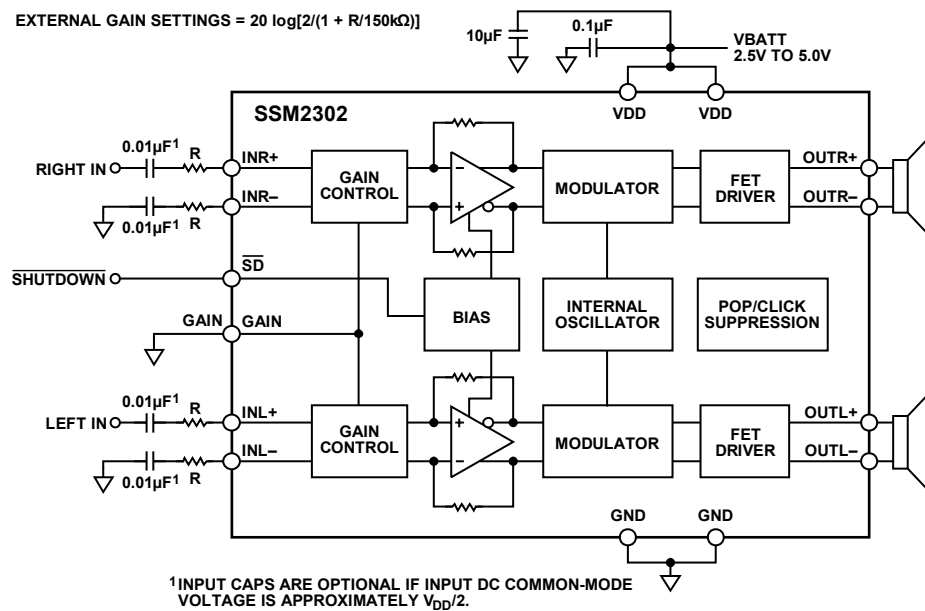 EXTERNAL GAIN SETTINGS = 20 log[2/(1 + R/150kΩ)]
10µF
0.1µF
VBATT
2.5V TO 5.0V
SSM2302
VDD
VDD
RIGHT IN
0.01µF¹
R
INR+
0.01µF¹
R
INR–
GAIN
CONTROL
MODULATOR
FET
DRIVER
OUTR+
OUTR–
SHUTDOWN
SD
BIAS
INTERNAL
OSCILLATOR
POP/CLICK
SUPPRESSION
GAIN
GAIN
LEFT IN
0.01µF¹
R
INL+
0.01µF¹
R
INL–
GAIN
CONTROL
MODULATOR
FET
DRIVER
OUTL+
OUTL–
GND
GND
¹INPUT CAPS ARE OPTIONAL IF INPUT DC COMMON-MODE
VOLTAGE IS APPROXIMATELY VDD/2.